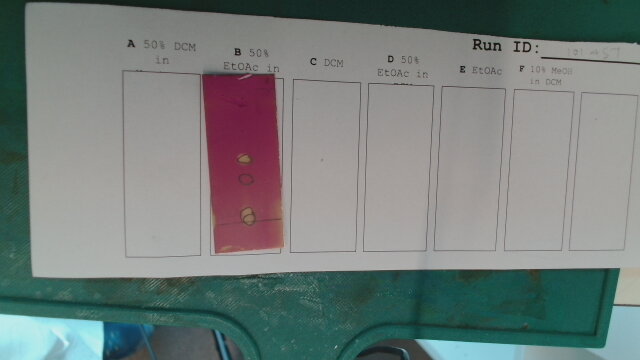 Run ID:
A 50% DCM
in
B 50%
EtOAc in
C DCM
D 50%
EtOAc in
E EtOAc
F 10% MeOH
in DCM